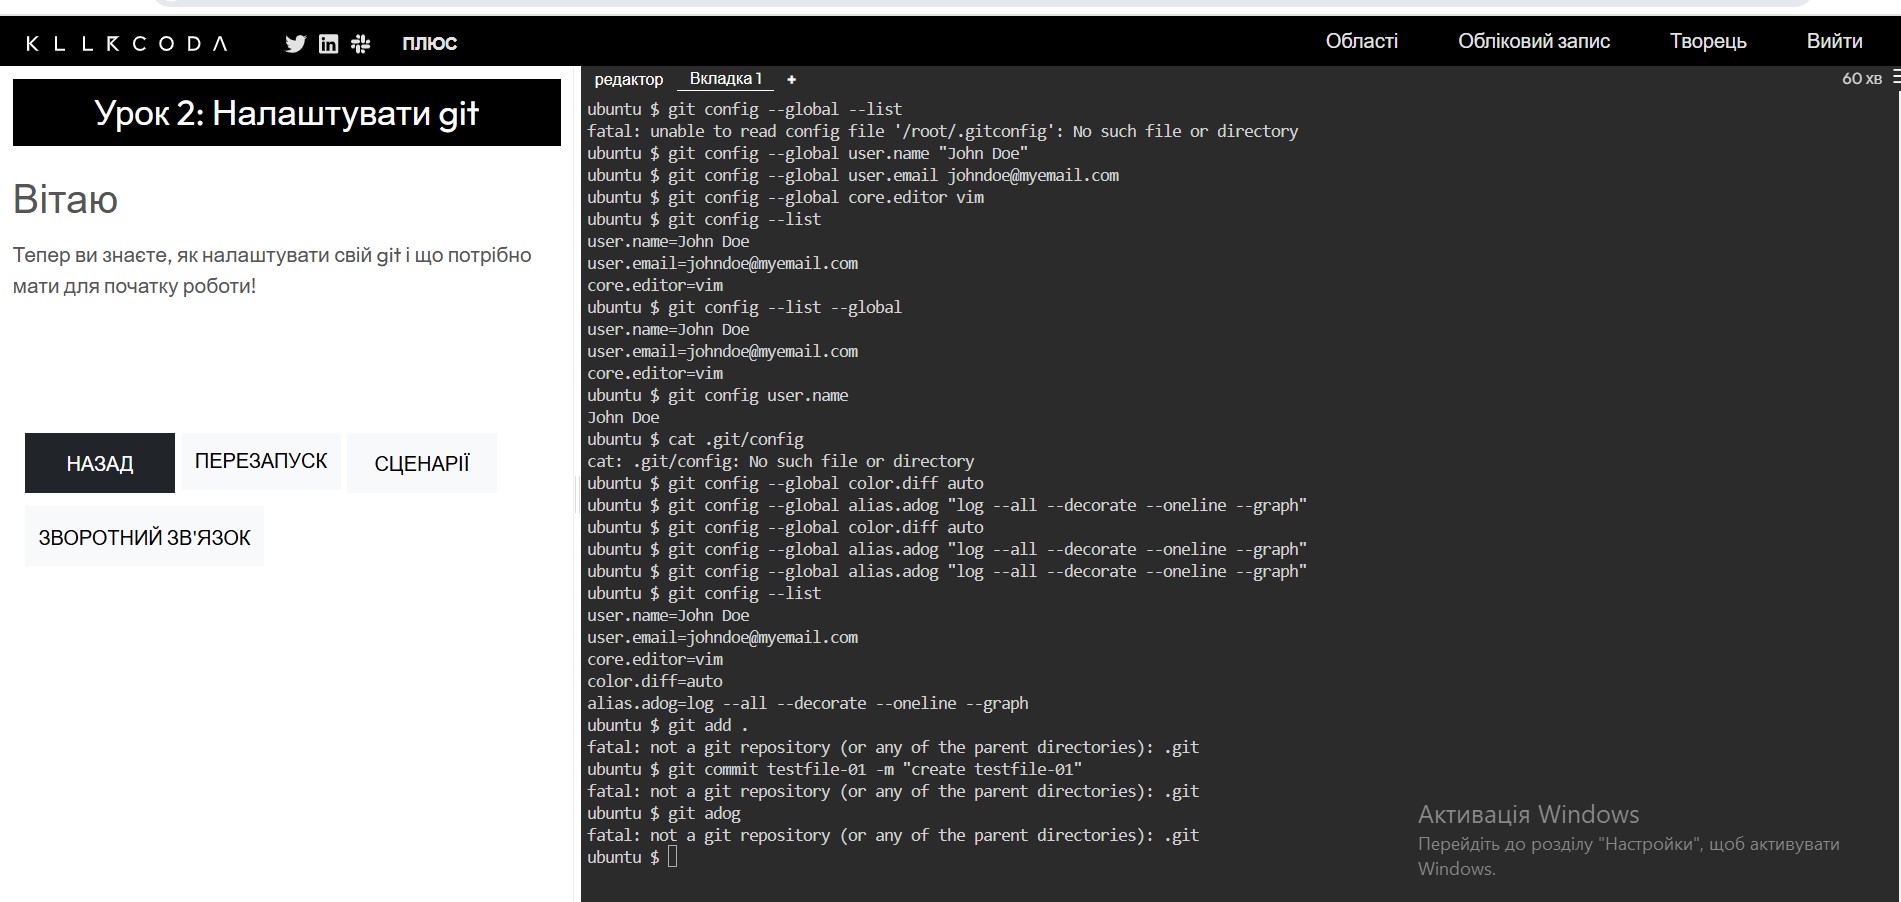 KLLRCODA ПЛЮС Області Обліковий запис Творець Вийти
Урок 2: Налаштувати git
Вітаю
Тепер ви знаєте, як налаштувати свій git і що потрібно
мати для початку роботи!
НАЗАД ПЕРЕЗАПУСК СЦЕНАРІЇ
ЗВОРОТНИЙ ЗВ'ЯЗОК
редактор Вкладка 1 + 60 хв
ubuntu $ git config --global --list
fatal: unable to read config file '/root/.gitconfig': No such file or directory
ubuntu $ git config --global user.name "John Doe"
ubuntu $ git config --global user.email johndoe@myemail.com
ubuntu $ git config --global core.editor vim
ubuntu $ git config --list
user.name=John Doe
user.email=johndoe@myemail.com
core.editor=vim
ubuntu $ git config --list --global
user.name=John Doe
user.email=johndoe@myemail.com
core.editor=vim
ubuntu $ git config user.name
John Doe
ubuntu $ cat .git/config
cat: .git/config: No such file or directory
ubuntu $ git config --global color.diff auto
ubuntu $ git config --global alias.adog "log --all --decorate --oneline --graph"
ubuntu $ git config --global color.diff auto
ubuntu $ git config --global alias.adog "log --all --decorate --oneline --graph"
ubuntu $ git config --global alias.adog "log --all --decorate --oneline --graph"
ubuntu $ git config --list
user.name=John Doe
user.email=johndoe@myemail.com
core.editor=vim
color.diff=auto
alias.adog=log --all --decorate --oneline --graph
ubuntu $ git add .
fatal: not a git repository (or any of the parent directories): .git
ubuntu $ git commit testfile-01 -m "create testfile-01"
fatal: not a git repository (or any of the parent directories): .git
ubuntu $ git adog
fatal: not a git repository (or any of the parent directories): .git
ubuntu $
Активація Windows
Перейдіть до розділу "Настройки", щоб активувати
Windows.